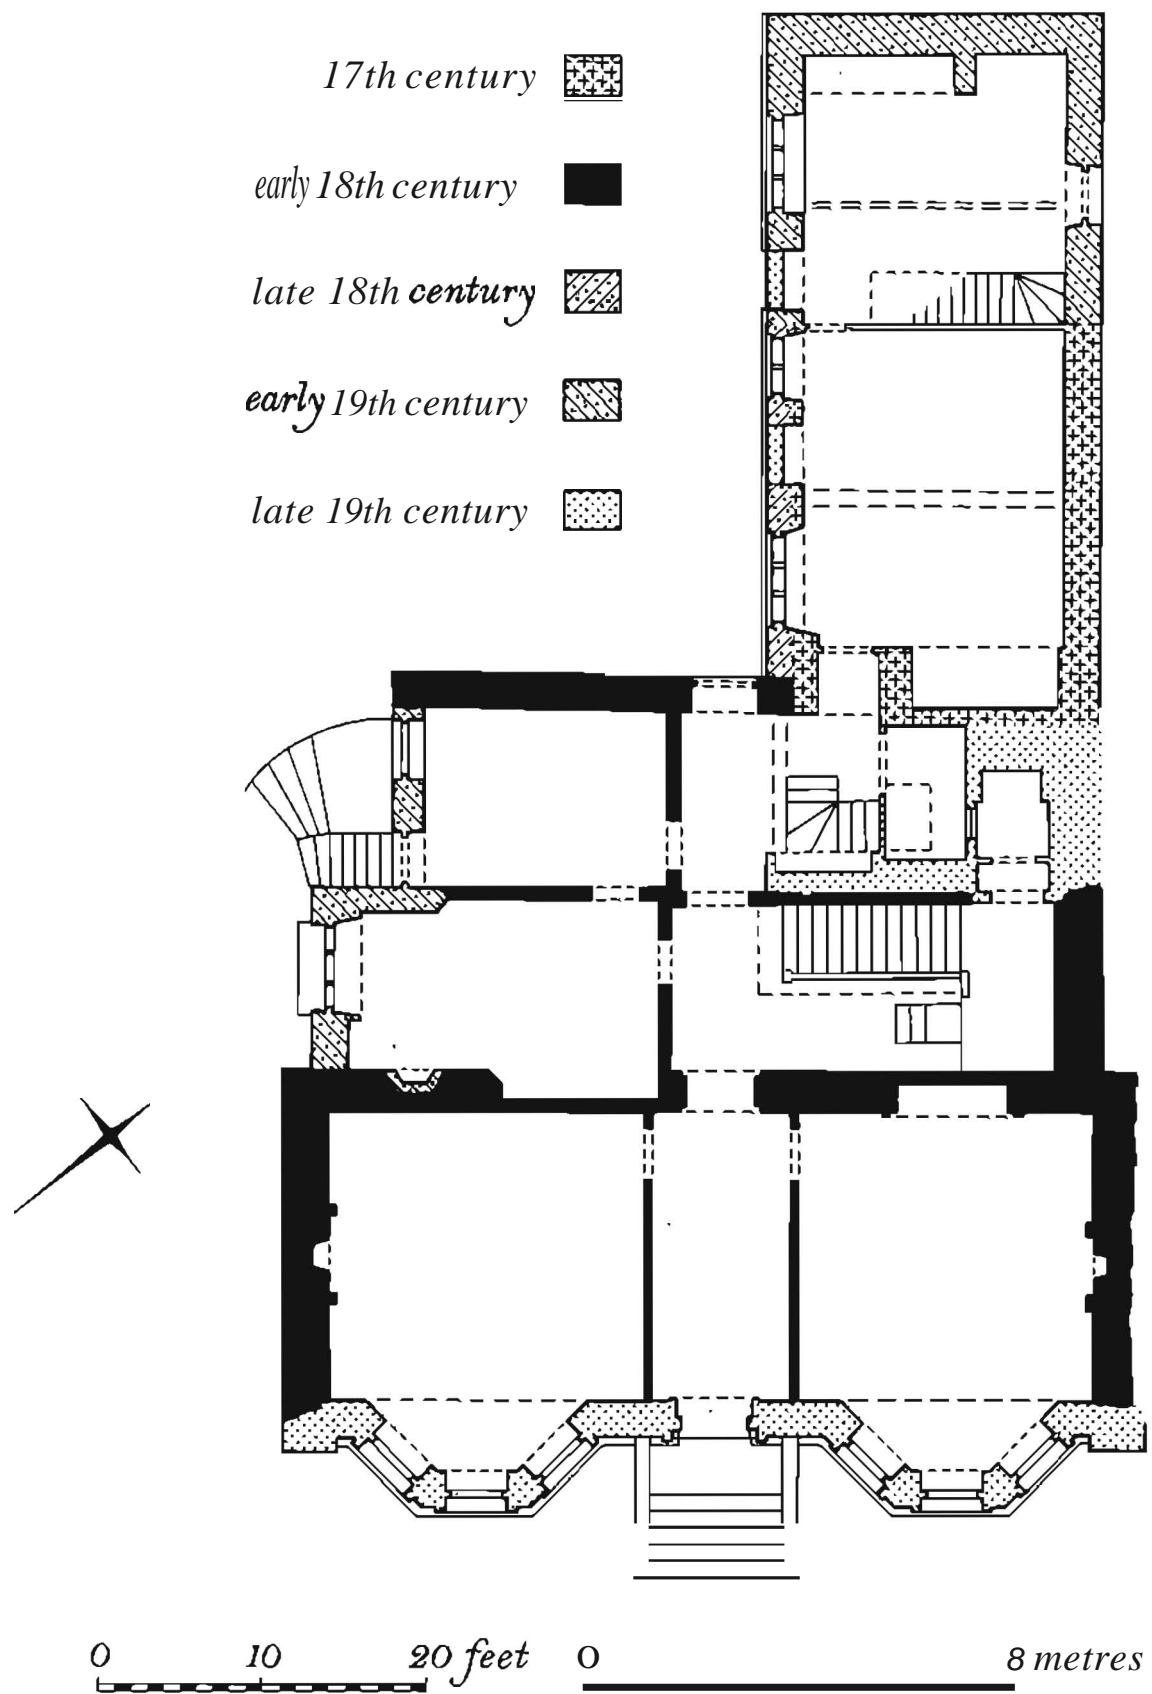 17th century
early 18th century
late 18th century
early 19th century
late 19th century
0 10 20 feet 0 8 metres